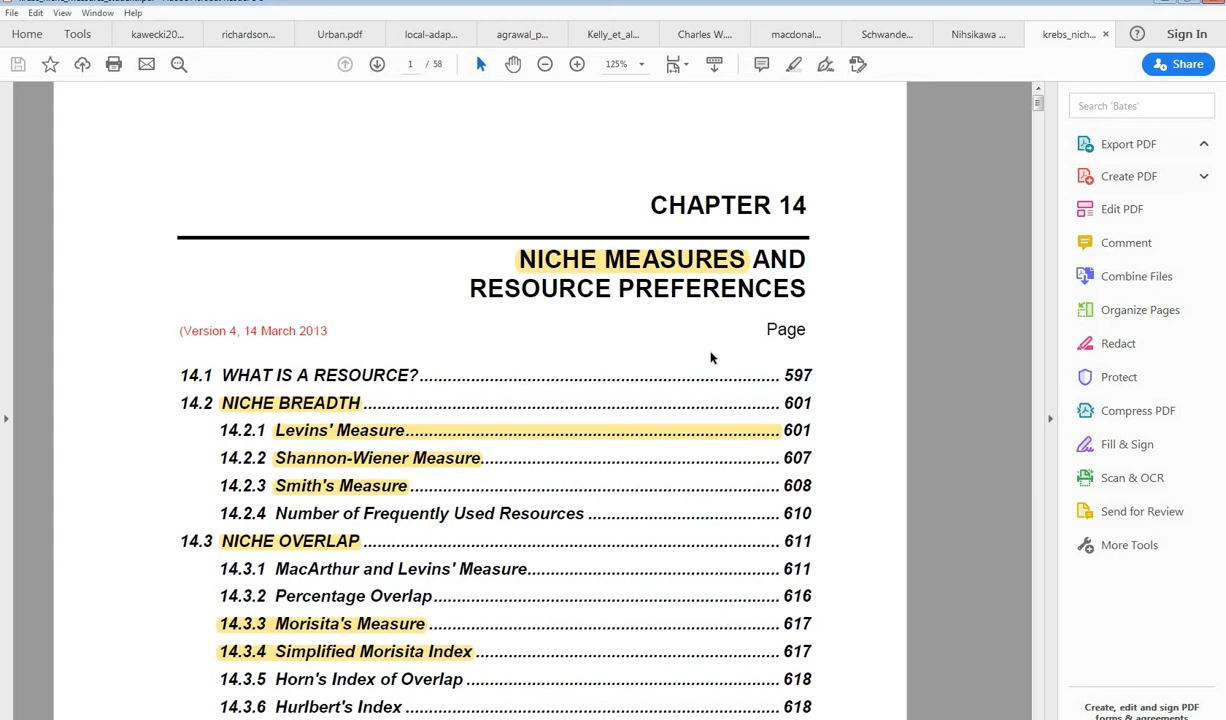 File Edit View Window Help
Home Tools kawecki20... richardson... Urban.pdf local-adap... agrawal_p... Kelly_et_al... Charles W.... macdonal... Schwande... Nihsikawa ... krebs_nich... × Sign In
1 / 58 125% Share
CHAPTER 14
NICHE MEASURES AND
RESOURCE PREFERENCES
(Version 4, 14 March 2013 Page
14.1 WHAT IS A RESOURCE? 597
14.2 NICHE BREADTH 601
14.2.1 Levins' Measure 601
14.2.2 Shannon-Wiener Measure 607
14.2.3 Smith's Measure 608
14.2.4 Number of Frequently Used Resources 610
14.3 NICHE OVERLAP 611
14.3.1 MacArthur and Levins' Measure 611
14.3.2 Percentage Overlap 616
14.3.3 Morisita's Measure 617
14.3.4 Simplified Morisita Index 617
14.3.5 Horn's Index of Overlap 618
14.3.6 Hurlbert's Index 618
Search 'Bates'
Export PDF
Create PDF
Edit PDF
Comment
Combine Files
Organize Pages
Redact
Protect
Compress PDF
Fill & Sign
Scan & OCR
Send for Review
More Tools
Create, edit and sign PDF
forms & agreements